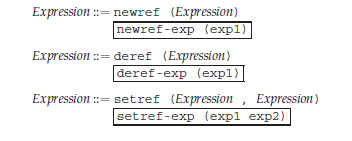 Expression ::= newref (Expression)
newref-exp (exp1)
Expression ::= deref (Expression)
deref-exp (exp1)
Expression ::= setref (Expression , Expression)
setref-exp (exp1 exp2)